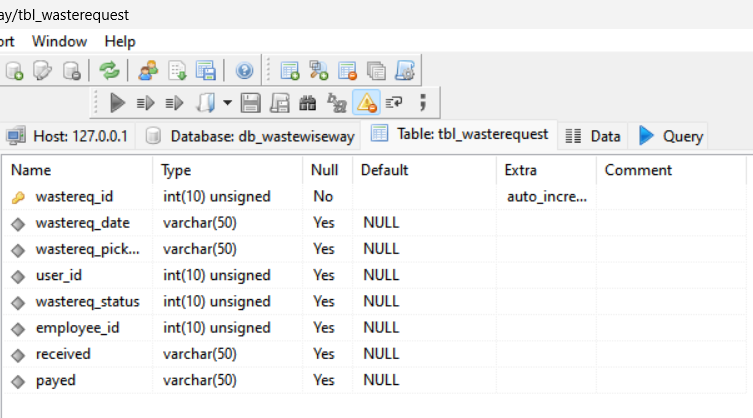 ay/tbl_wasterequest
ort Window Help
Host: 127.0.0.1 Database: db_wastewiseway Table: tbl_wasterequest Data Query
Name Type Null Default Extra Comment
wastereq_id int(10) unsigned No auto_incre...
wastereq_date varchar(50) Yes NULL
wastereq_pick... varchar(50) Yes NULL
user_id int(10) unsigned Yes NULL
wastereq_status int(10) unsigned Yes NULL
employee_id int(10) unsigned Yes NULL
received varchar(50) Yes NULL
payed varchar(50) Yes NULL